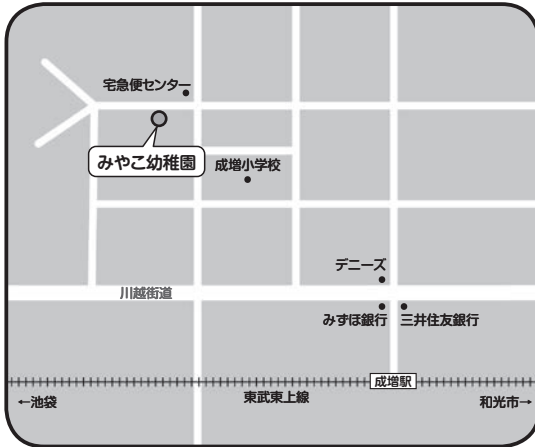 宅急便センター
みやこ幼稚園
成増小学校
デニーズ
川越街道
みずほ銀行
三井住友銀行
成増駅
←池袋
東武東上線
和光市→